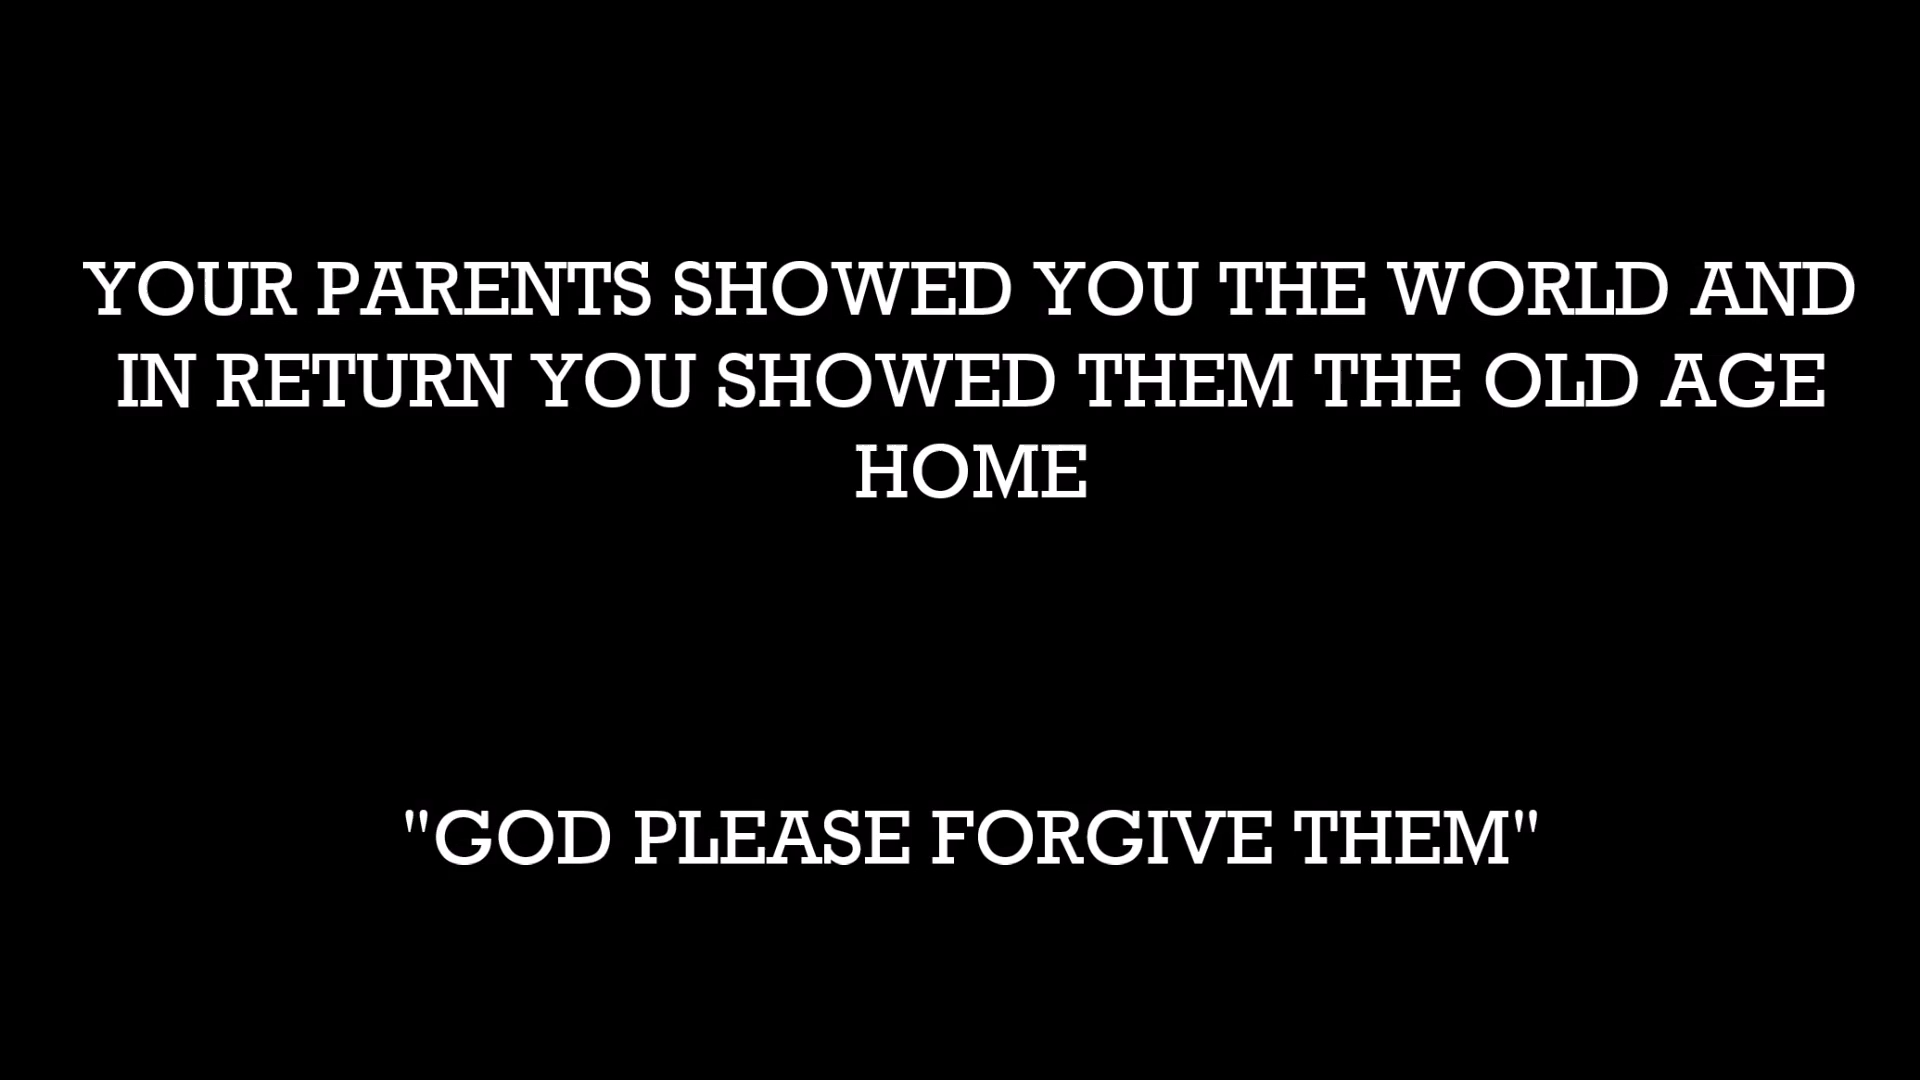 YOUR PARENTS SHOWED YOU THE WORLD AND
IN RETURN YOU SHOWED THEM THE OLD AGE
HOME
"GOD PLEASE FORGIVE THEM"